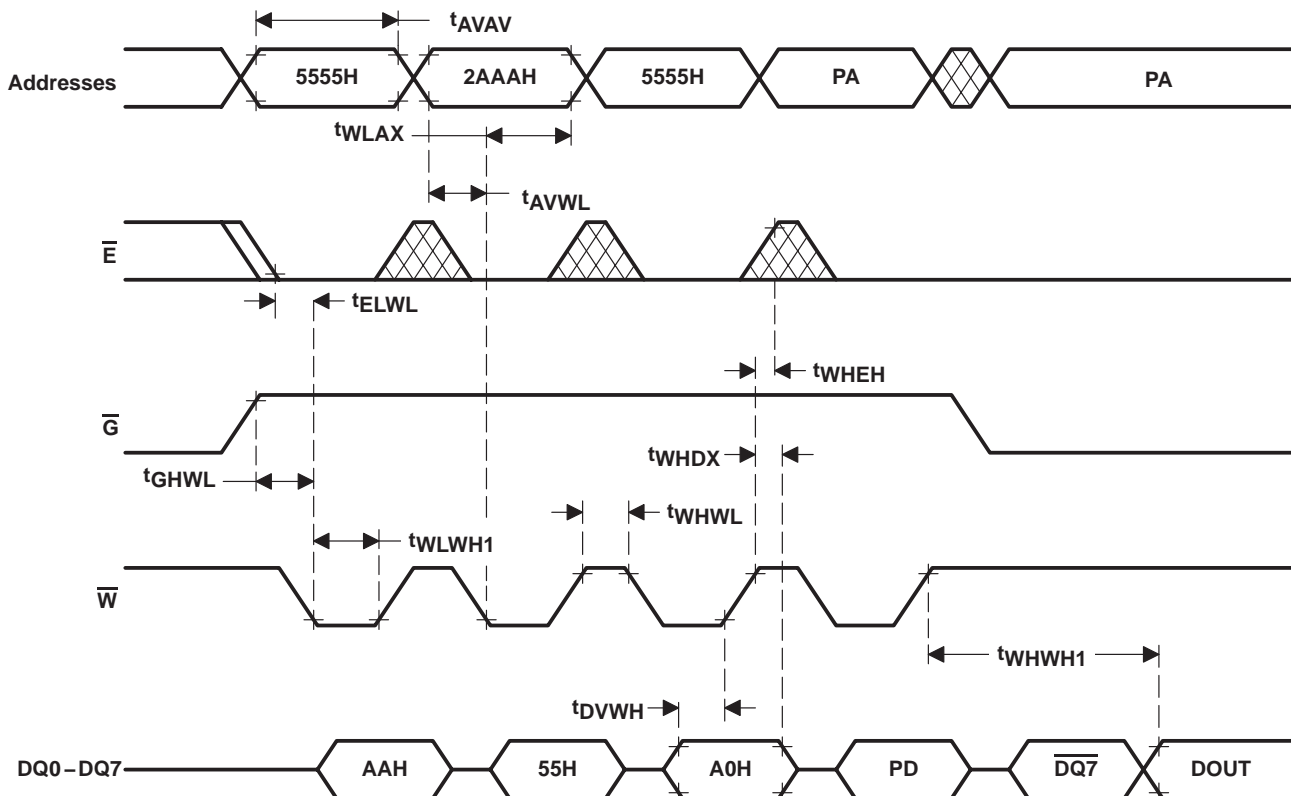 tAVAV
Addresses 5555H 2AAAH 5555H PA PA
tWLAX
tAVWL
E̅
tELWL
tWHEH
G̅
tWHDX
tGHWL
tWHWL
tWLWH1
W̅
tWHWH1
tDVWH
DQ0–DQ7 AAH 55H A0H PD D̅Q̅7̅ DOUT